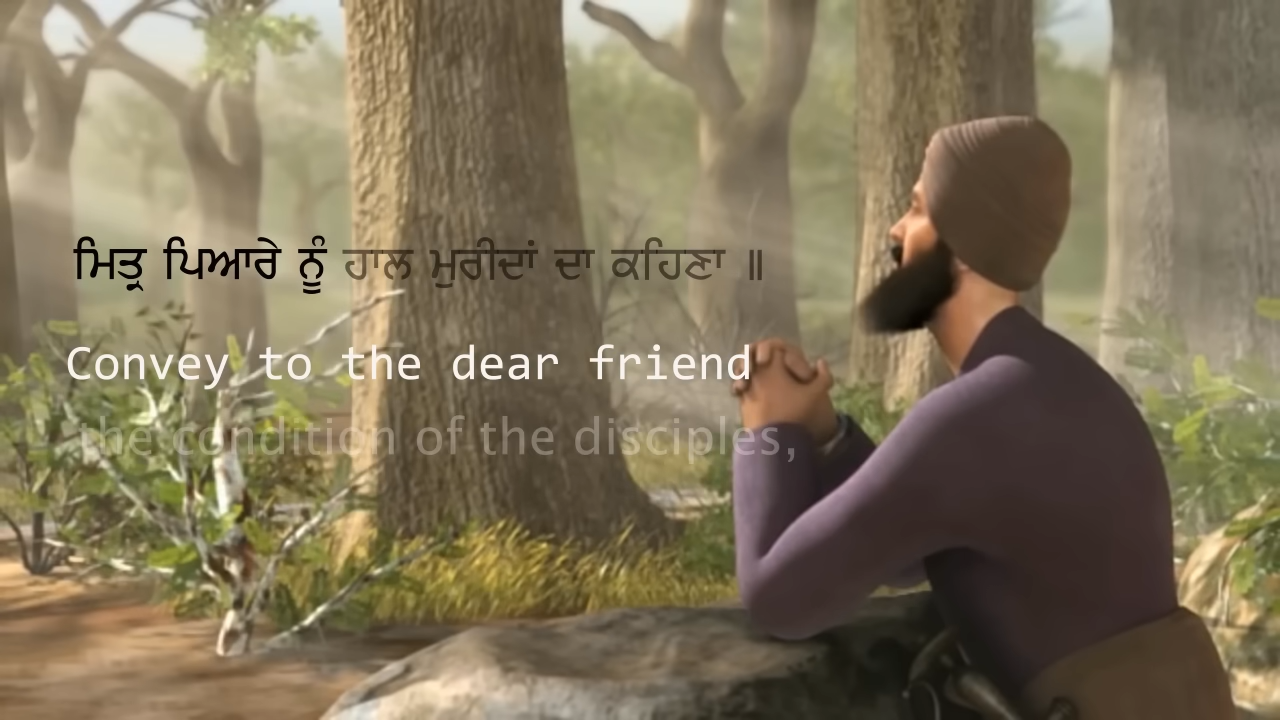 ਮਿਤ੍ਰ ਪਿਆਰੇ ਨੂੰ ਹਾਲ ਮੁਰੀਦਾਂ ਦਾ ਕਹਿਣਾ ॥
Convey to the dear friend
the condition of the disciples,